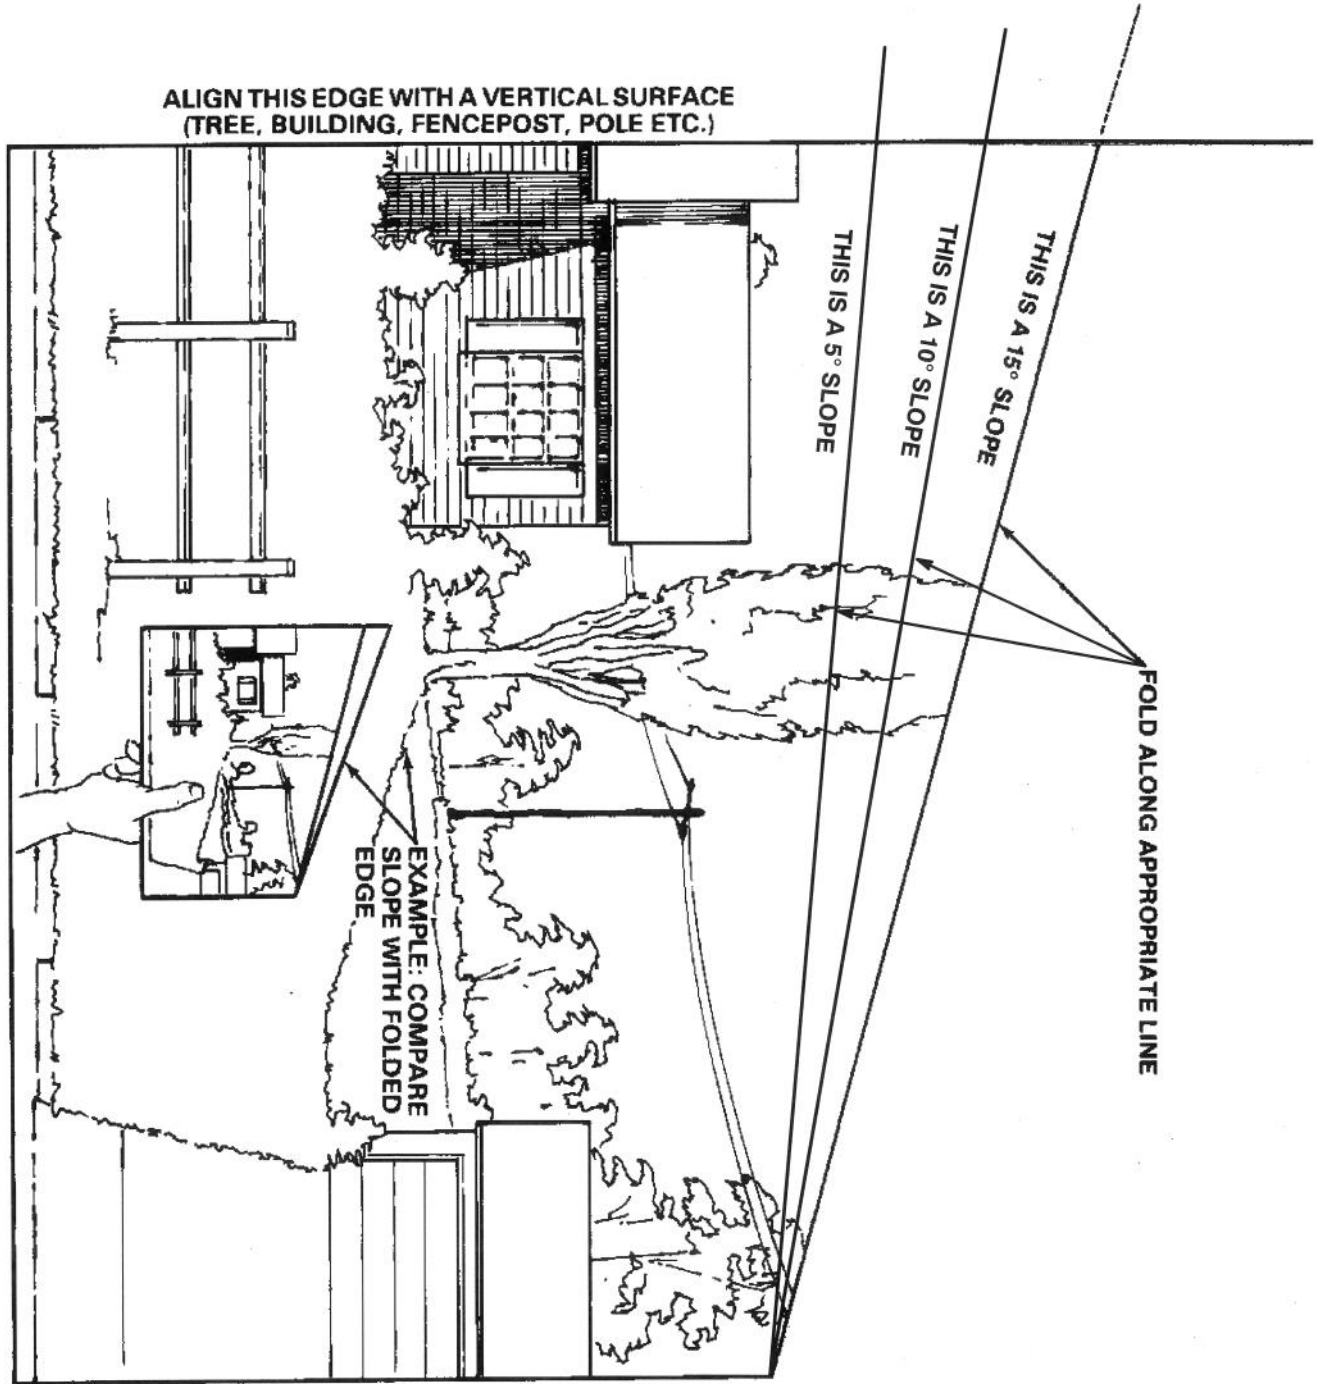 ALIGN THIS EDGE WITH A VERTICAL SURFACE
(TREE, BUILDING, FENCEPOST, POLE ETC.)
THIS IS A 5° SLOPE
THIS IS A 10° SLOPE
THIS IS A 15° SLOPE
FOLD ALONG APPROPRIATE LINE
EXAMPLE: COMPARE
SLOPE WITH FOLDED
EDGE